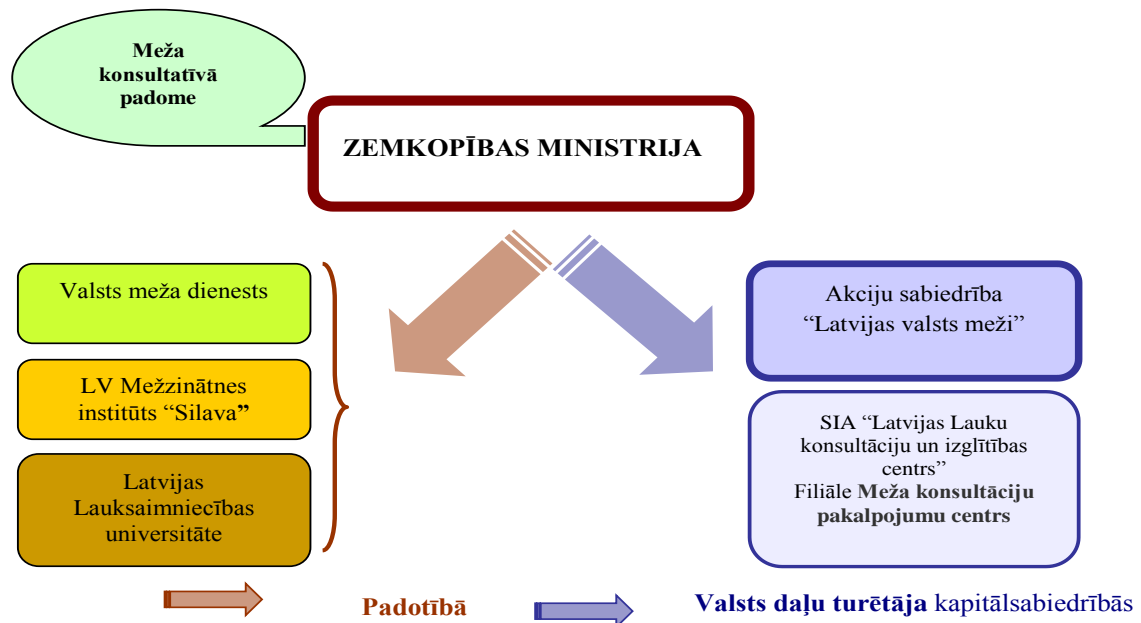 Meža
konsultatīvā
padome
ZEMKOPĪBAS MINISTRIJA
Valsts meža dienests
LV Mežzinātnes
institūts “Silava”
Latvijas
Lauksaimniecības
universitāte
Akciju sabiedrība
“Latvijas valsts meži”
SIA “Latvijas Lauku
konsultāciju un izglītības
centrs”
Filiāle Meža konsultāciju
pakalpojumu centrs
Padotībā
Valsts daļu turētāja kapitālsabiedrībās